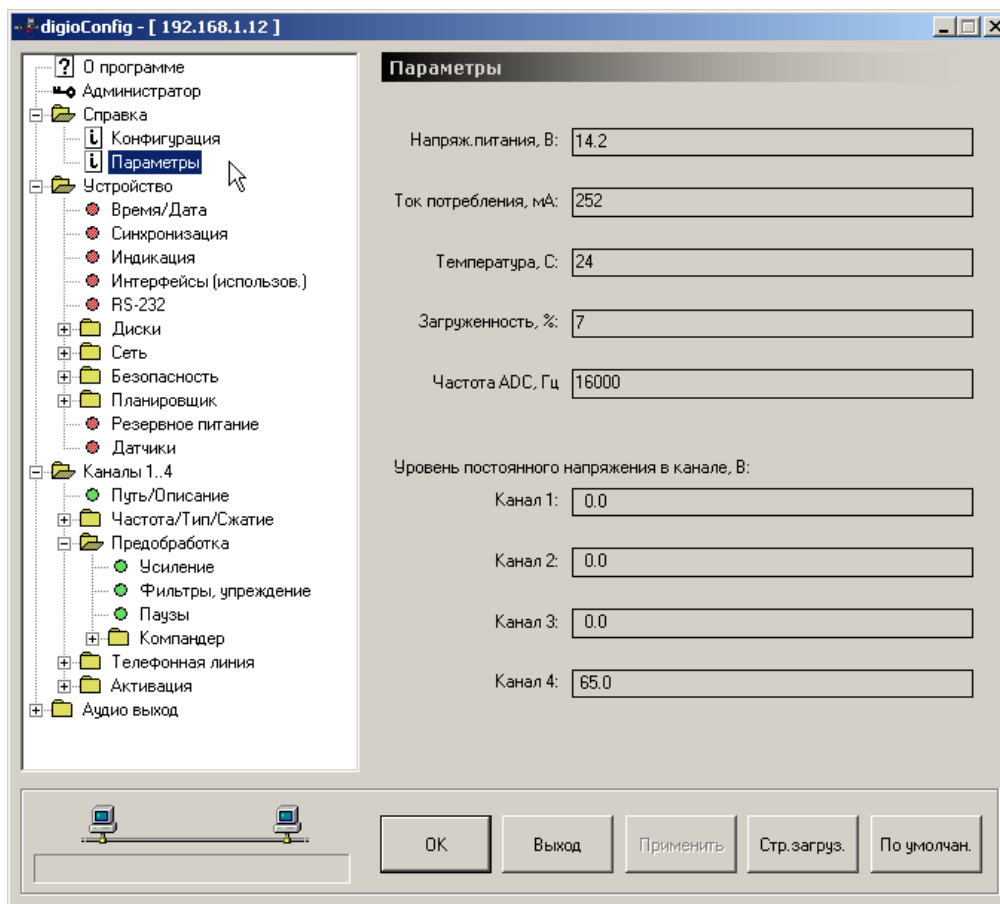 digioConfig - [ 192.168.1.12 ]
О программе
Администратор
Справка
Конфигурация
Параметры
Устройство
Время/Дата
Синхронизация
Индикация
Интерфейсы (использов.)
RS-232
Диски
Сеть
Безопасность
Планировщик
Резервное питание
Датчики
Каналы 1..4
Путь/Описание
Частота/Тип/Сжатие
Предобработка
Усиление
Фильтры, упреждение
Паузы
Компандер
Телефонная линия
Активация
Аудио выход
Параметры
Напряж.питания, В: 14.2
Ток потребления, мА: 252
Температура, С: 24
Загруженность, %: 7
Частота ADC, Гц 16000
Уровень постоянного напряжения в канале, В:
Канал 1: 0.0
Канал 2: 0.0
Канал 3: 0.0
Канал 4: 65.0
ОК Выход Применить Стр.загруз. По умолчан.